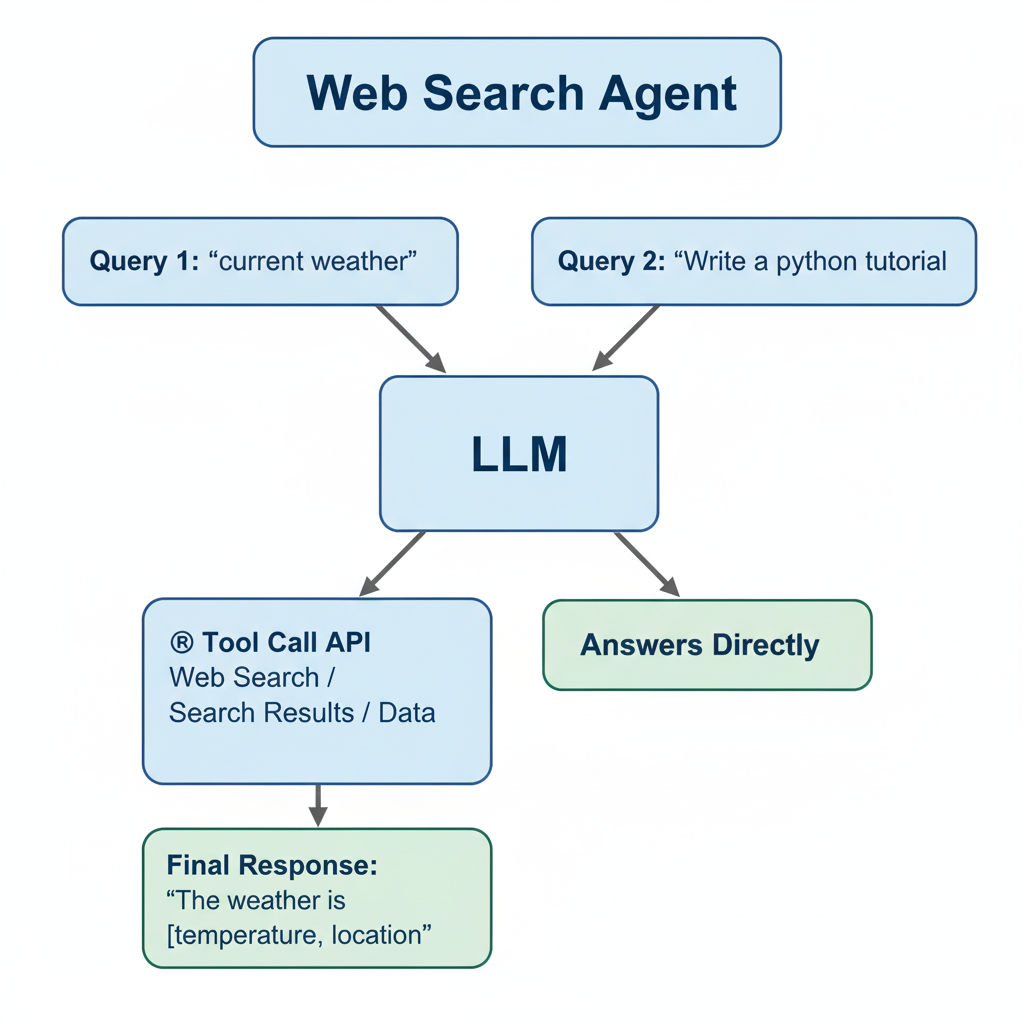 Web Search Agent
Query 1: “current weather”
Query 2: “Write a python tutorial
LLM
® Tool Call API
Web Search /
Search Results / Data
Answers Directly
Final Response:
“The weather is
[temperature, location”